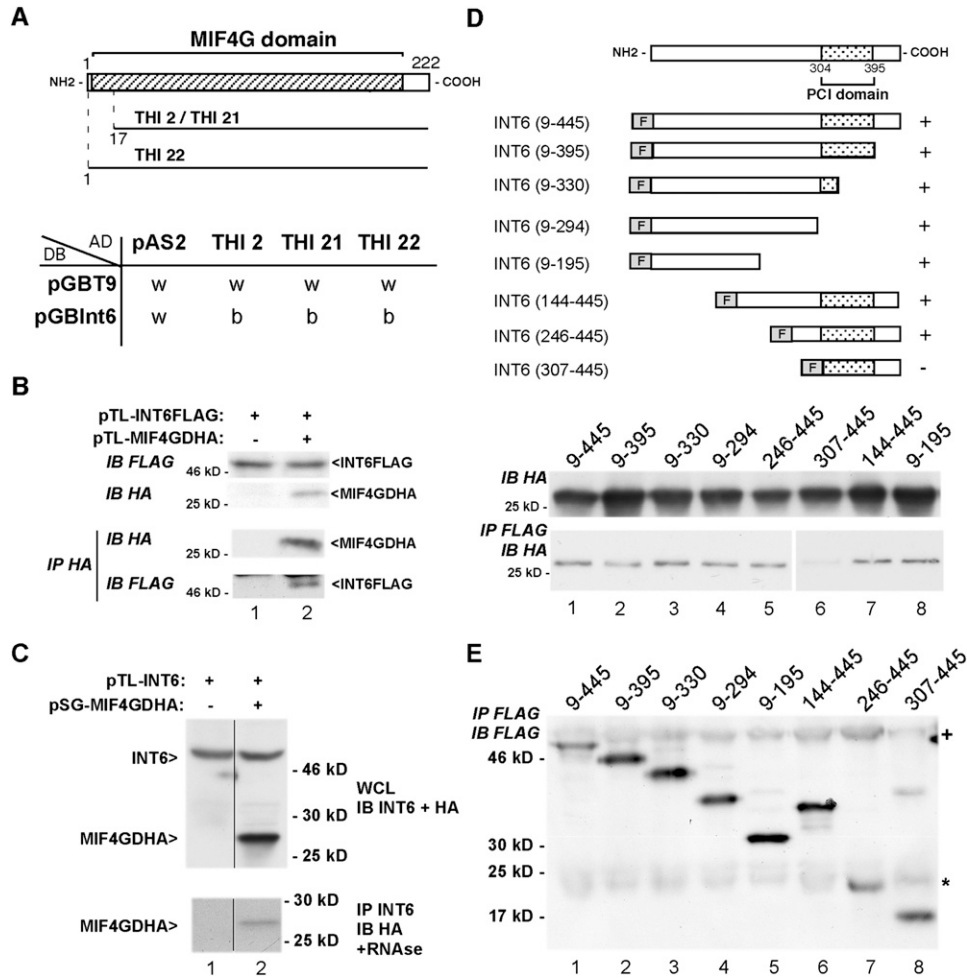 A
MIF4G domain
1
222
NH2 -
- COOH
THI 2 / THI 21
17
THI 22
1
AD
DB
pAS2 THI 2 THI 21 THI 22
pGBT9 w w w w
pGBInt6 w b b b
B
pTL-INT6FLAG: + +
pTL-MIF4GDHA: - +
IB FLAG
46 kD -
<INT6FLAG
IB HA
25 kD -
<MIF4GDHA
IP HA
IB HA
25 kD -
<MIF4GDHA
IB FLAG
46 kD -
<INT6FLAG
1 2
C
pTL-INT6: + +
pSG-MIF4GDHA: - +
INT6>
- 46 kD
WCL
IB INT6 + HA
- 30 kD
MIF4GDHA>
- 25 kD
- 30 kD
MIF4GDHA>
- 25 kD
IP INT6
IB HA
+RNAse
1 2
D
NH2 -
- COOH
304 395
PCI domain
INT6 (9-445) F +
INT6 (9-395) F +
INT6 (9-330) F +
INT6 (9-294) F +
INT6 (9-195) F +
INT6 (144-445) F +
INT6 (246-445) F +
INT6 (307-445) F -
9-445 9-395 9-330 9-294 246-445 307-445 144-445 9-195
IB HA
25 kD -
IP FLAG
IB HA
25 kD -
1 2 3 4 5 6 7 8
E
9-445 9-395 9-330 9-294 9-195 144-445 246-445 307-445
IP FLAG
IB FLAG
+
46 kD -
30 kD -
25 kD -
*
17 kD -
1 2 3 4 5 6 7 8